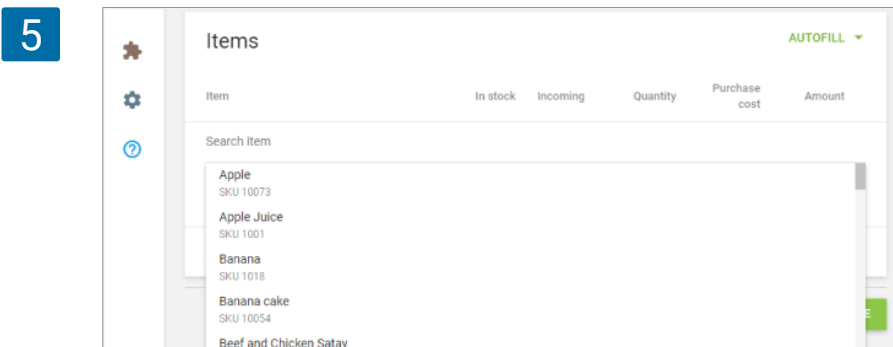 5
Items
AUTOFILL
Item In stock Incoming Quantity Purchase cost Amount
Search item
Apple
SKU 10073
Apple Juice
SKU 1001
Banana
SKU 1018
Banana cake
SKU 10054
Beef and Chicken Satay
E